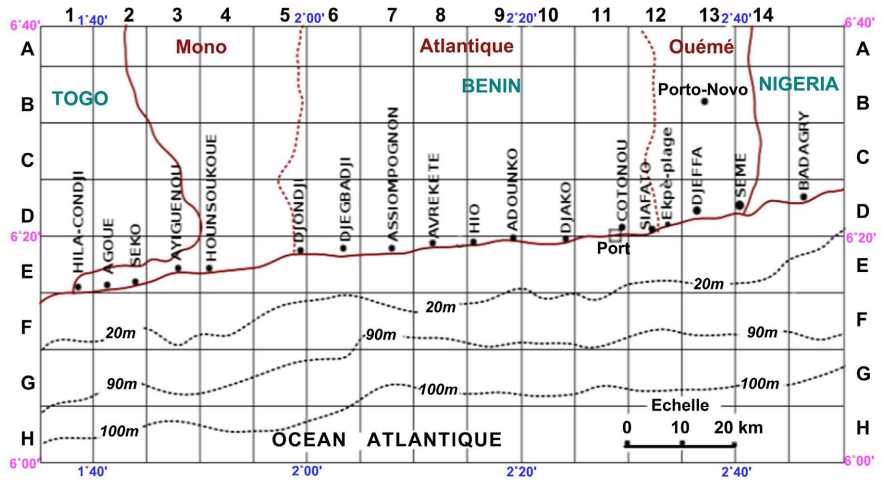 1 1°40' 2 3 4 5 2°00' 6 7 8 9 2°20' 10 11 12 13 2°40' 14
6°40' 6°40'
A Mono Atlantique Ouémé A
TOGO BENIN NIGERIA
Porto-Novo
B B
C C
HILA-CONDJI AGOUE SEKO AYIGUENOU HOUNSOUKOUE DJONDJI DJEGBADJI ASSIOMPOGNON AVREKETE HIO ADOUNKO DJAKO COTONOU SIAFATO Ekpè-plage DJEFFA SEME BADAGRY
D D
6°20' 6°20'
Port
E E
20m
20m
F F
20m 90m 90m
G G
90m 100m 100m
Echelle
100m
H OCEAN ATLANTIQUE 0 10 20 km H
6°00' 6°00'
1°40' 2°00' 2°20' 2°40'